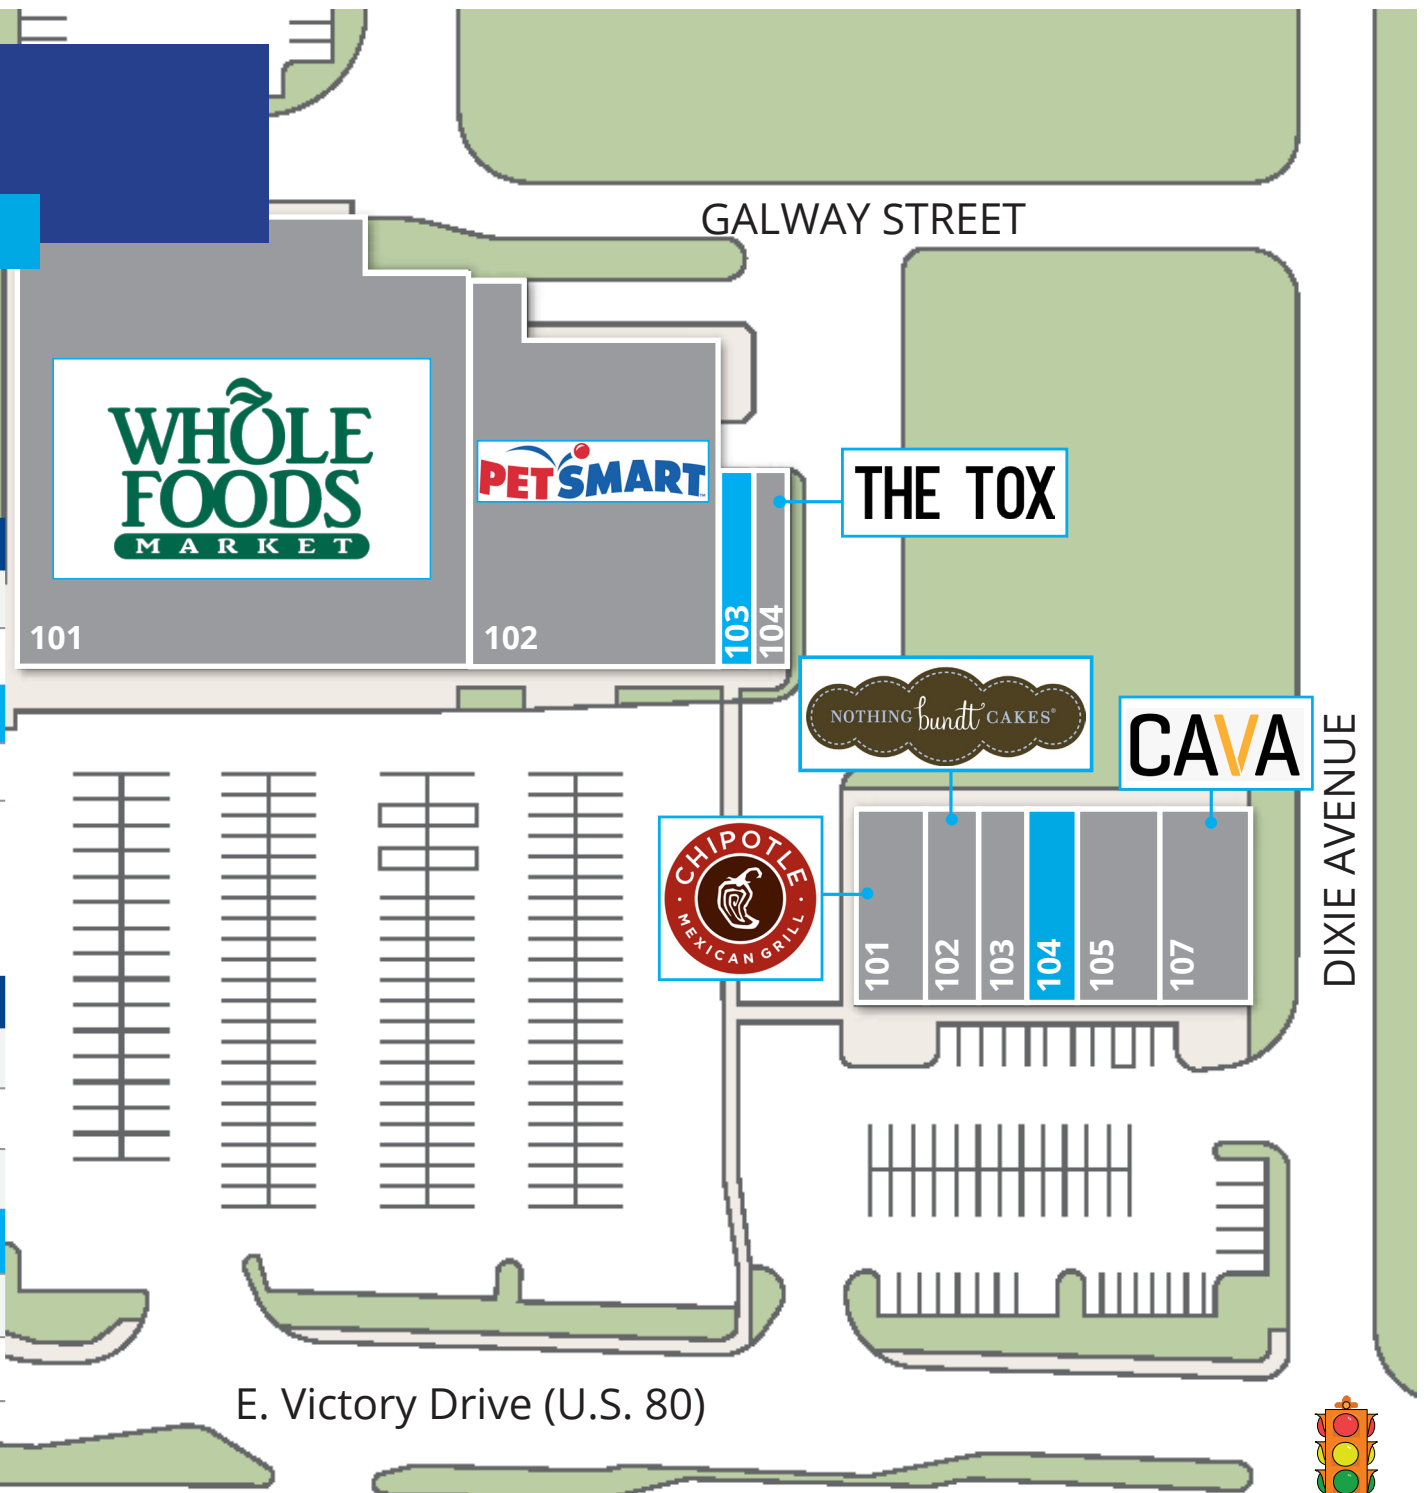 GALWAY STREET
WHOLE
FOODS
MARKET
PETSMART
THE TOX
101
102
103
104
NOTHING bundt CAKES®
CAVA
DIXIE AVENUE
CHIPOTLE
MEXICAN GRILL
101
102
103
104
105
107
E. Victory Drive (U.S. 80)